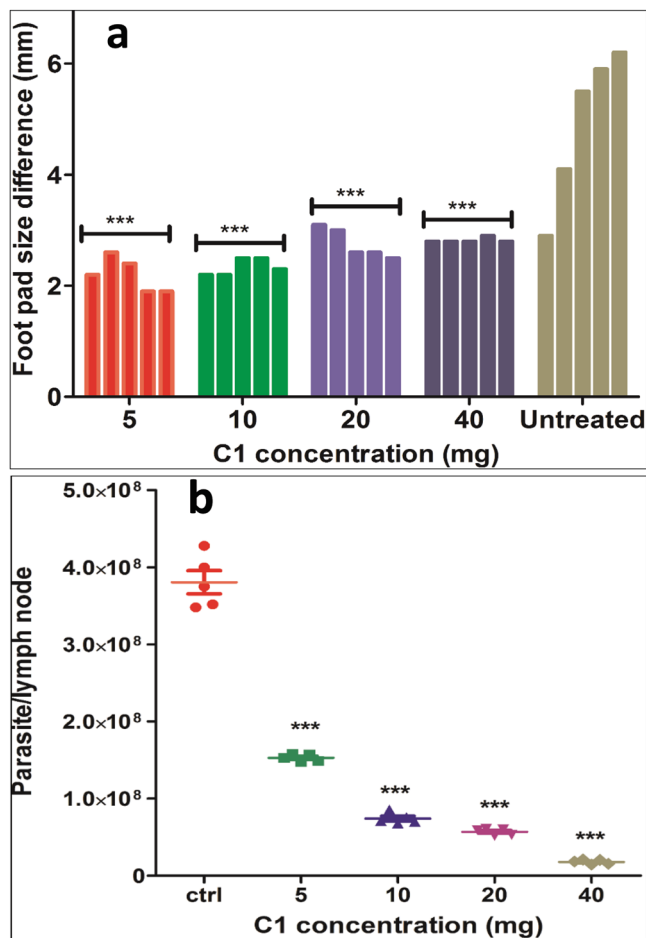 a
Foot pad size difference (mm)
6
4
2
0
***
***
***
***
5 10 20 40 Untreated
C1 concentration (mg)
b
Parasite/lymph node
5.0×10⁸
4.0×10⁸
3.0×10⁸
2.0×10⁸
1.0×10⁸
0
***
***
***
***
ctrl 5 10 20 40
C1 concentration (mg)